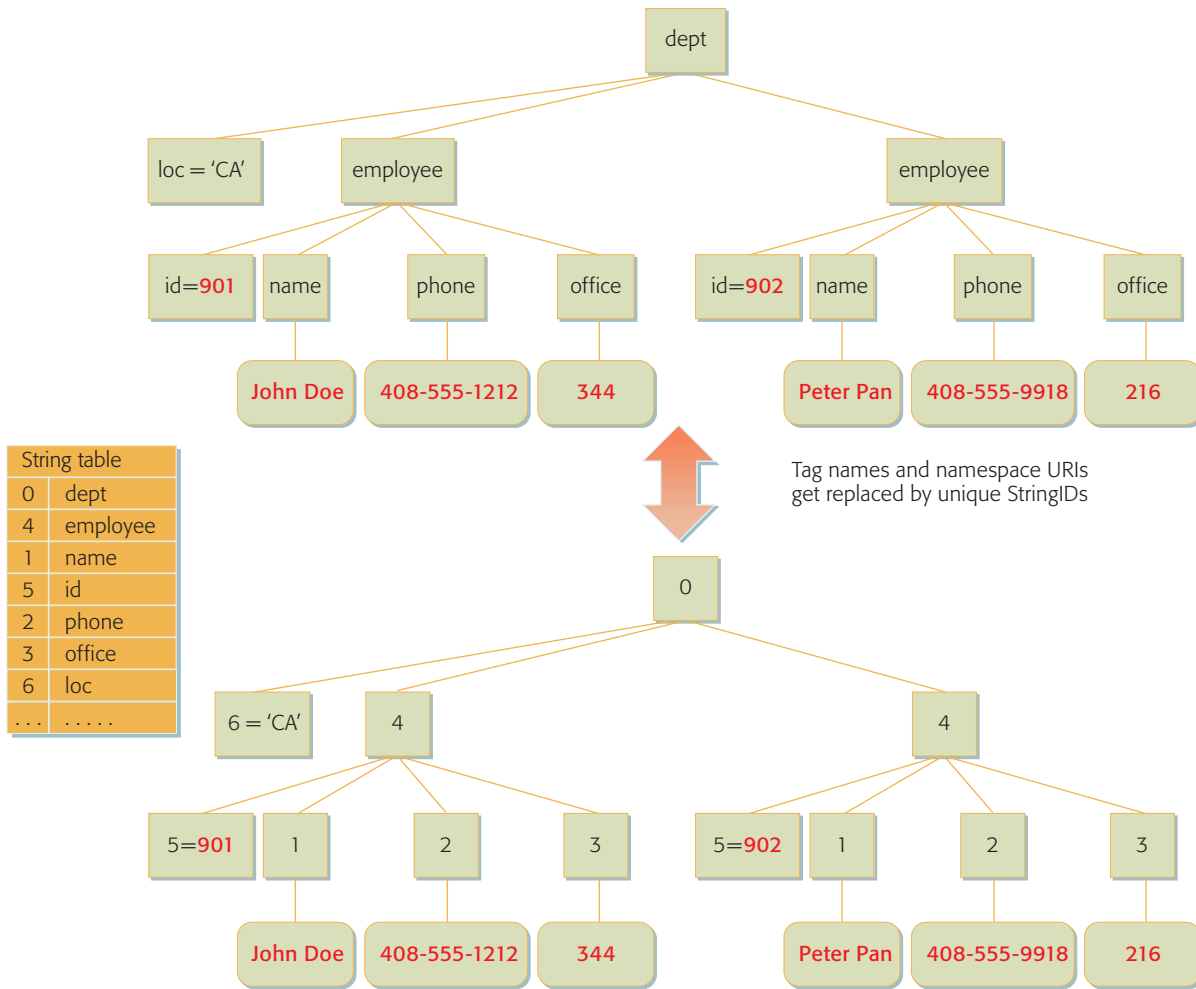 dept
loc = ‘CA’
employee
employee
id=901
name
phone
office
id=902
name
phone
office
John Doe
408-555-1212
344
Peter Pan
408-555-9918
216
String table
0 dept
4 employee
1 name
5 id
2 phone
3 office
6 loc
. . . . . . . .
Tag names and namespace URIs
get replaced by unique StringIDs
0
6 = ‘CA’
4
4
5=901
1
2
3
5=902
1
2
3
John Doe
408-555-1212
344
Peter Pan
408-555-9918
216